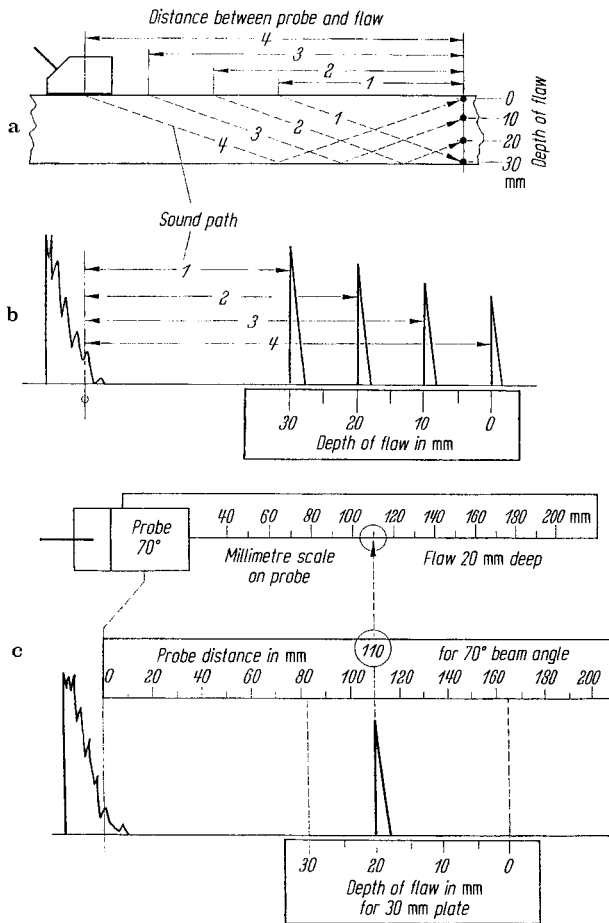 Distance between probe and flaw
4
3
2
1
0
10
20
30
mm
Depth of flaw
a
1
2
3
4
Sound path
b
1
2
3
4
30 20 10 0
Depth of flaw in mm
Probe
70°
40 60 80 100 120 140 160 180 200 mm
Millimetre scale
on probe
Flaw 20 mm deep
c
Probe distance in mm
110
for 70° beam angle
0 20 40 60 80 100 120 140 160 180 200
30 20 10 0
Depth of flaw in mm
for 30 mm plate